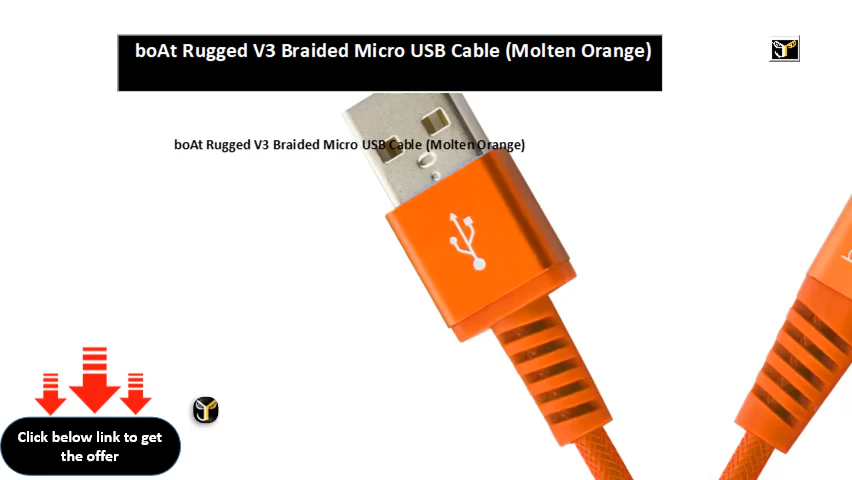 boAt Rugged V3 Braided Micro USB Cable (Molten Orange)
boAt Rugged V3 Braided Micro USB Cable (Molten Orange)
Click below link to get
the offer